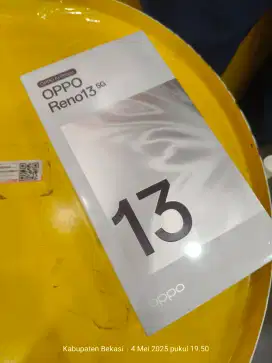 OPPO
Reno13 5G
13
oppo
Kabupaten Bekasi . 4 Mei 2025 pukul 19.50